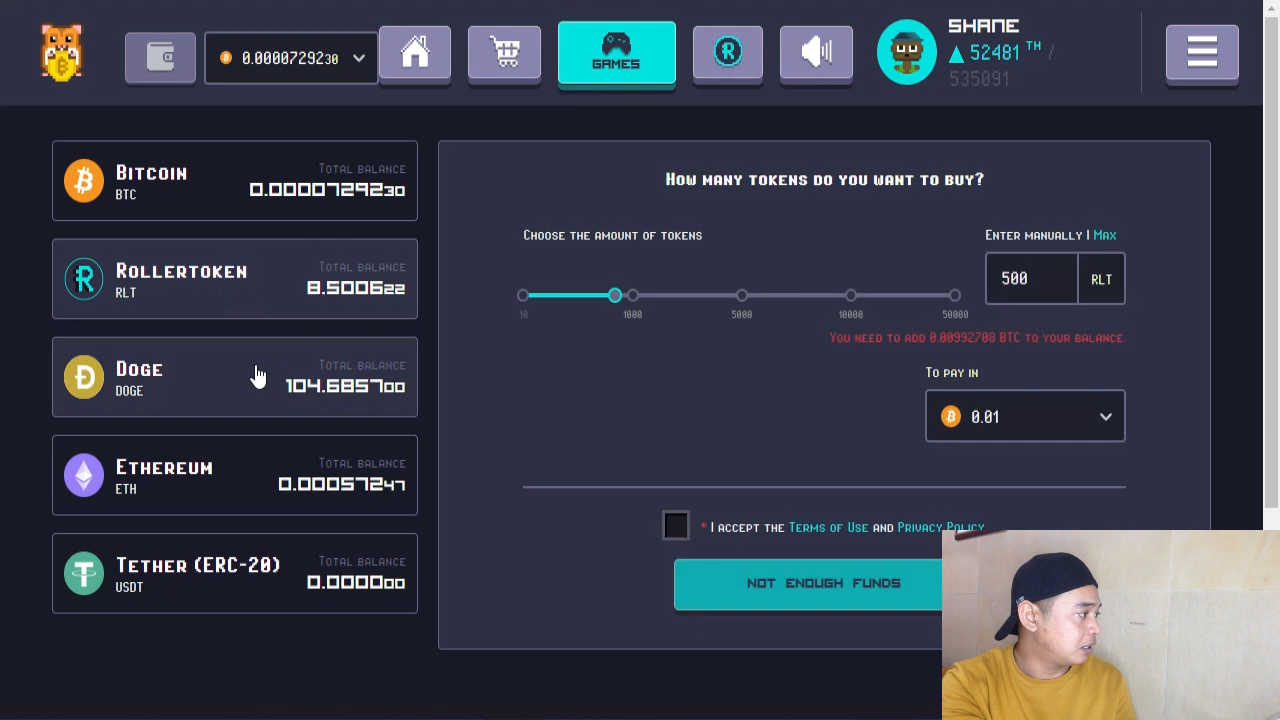 0.0000729230
GAMES
SHANE
52481 TH /
535091
BITCOIN
BTC
TOTAL BALANCE
0.0000729230
ROLLERTOKEN
RLT
TOTAL BALANCE
8.500622
DOGE
DOGE
TOTAL BALANCE
104.685700
ETHEREUM
ETH
TOTAL BALANCE
0.00057247
TETHER (ERC-20)
USDT
TOTAL BALANCE
0.000000
HOW MANY TOKENS DO YOU WANT TO BUY?
CHOOSE THE AMOUNT OF TOKENS
10
1000
5000
10000
50000
ENTER MANUALLY | MAX
500 RLT
YOU NEED TO ADD 0.00992708 BTC TO YOUR BALANCE.
TO PAY IN
0.01
* I ACCEPT THE TERMS OF USE AND PRIVACY POLICY
NOT ENOUGH FUNDS